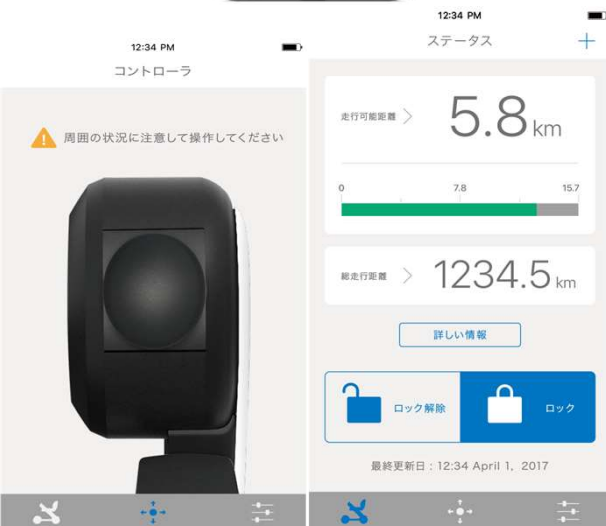 12:34 PM
コントローラ
周囲の状況に注意して操作してください
12:34 PM
ステータス
走行可能距離
5.8 km
0 7.8 15.7
総走行距離
1234.5 km
詳しい情報
ロック解除
ロック
最終更新日 : 12:34 April 1, 2017